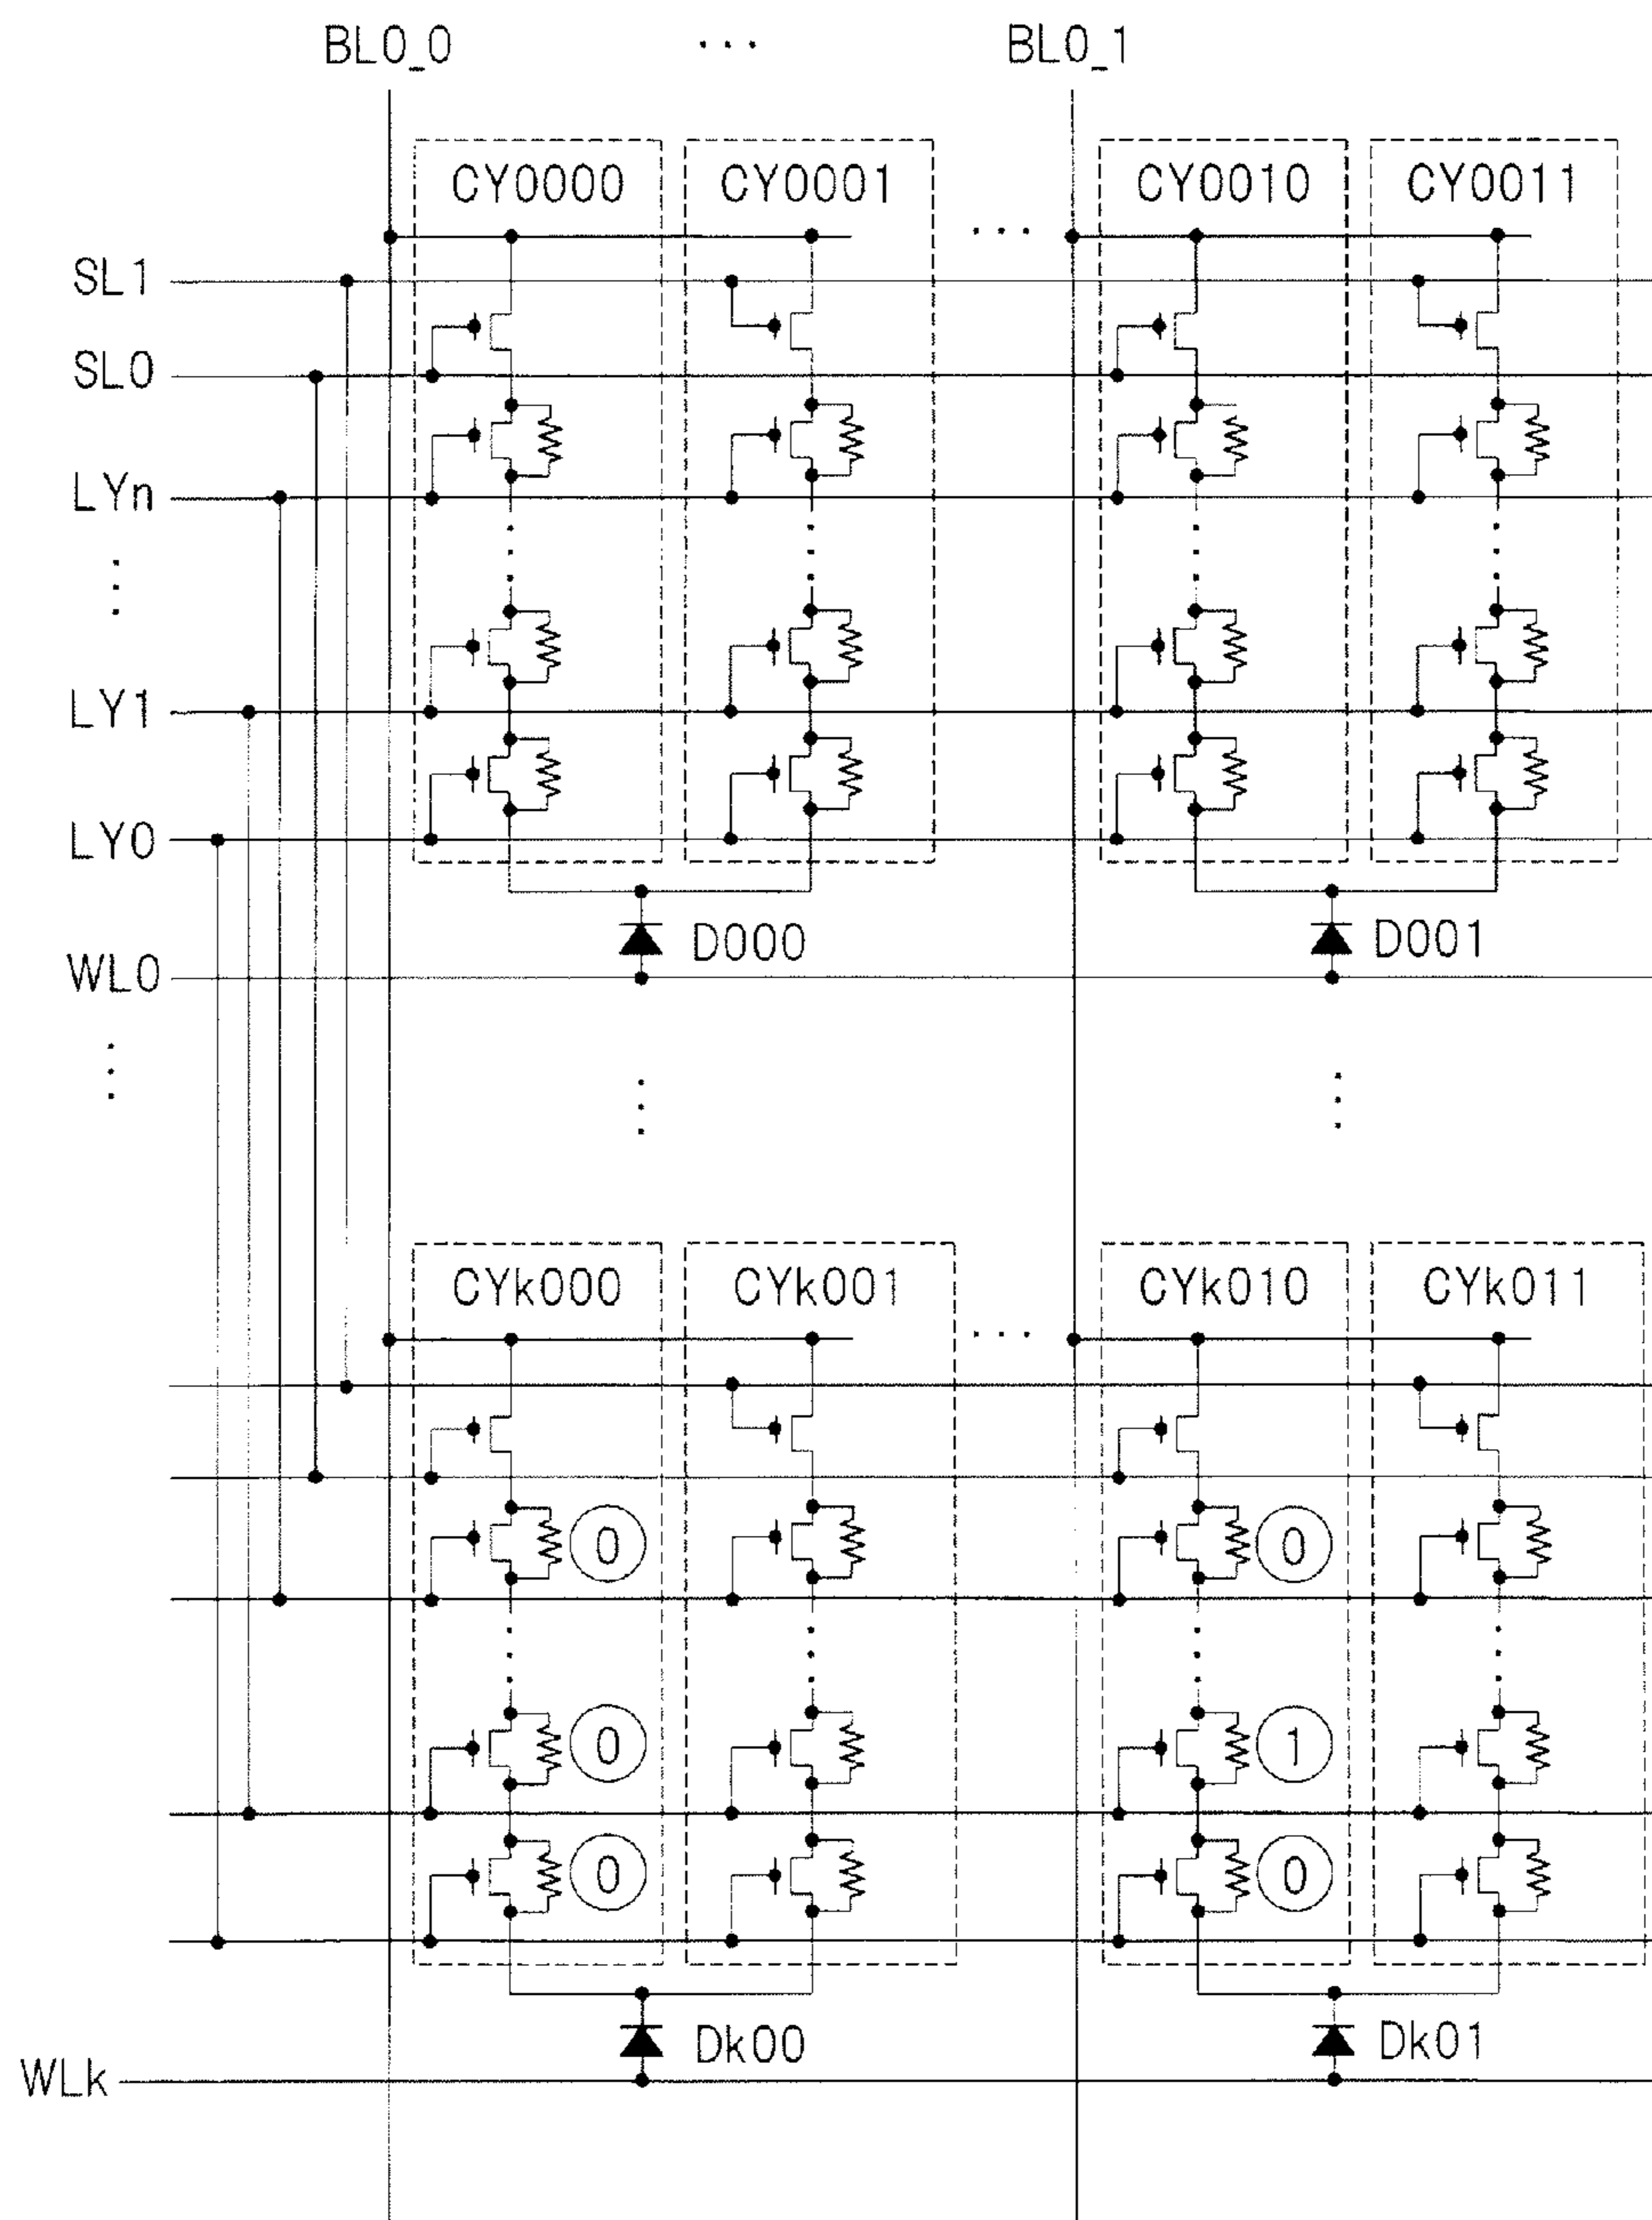 BL0_0 ... BL0_1
CY0000 CY0001 CY0010 CY0011
...
SL1
SL0
LYn
LY1
LY0
D000 D001
WL0
CYk000 CYk001 CYk010 CYk011
...
0 0
0 1
0 0
Dk00 Dk01
WLk